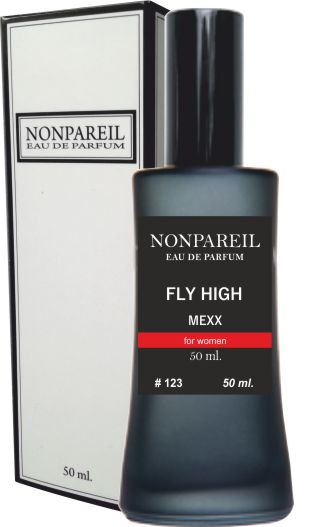 NONPAREIL
EAU DE PARFUM
50 ml.
NONPAREIL
EAU DE PARFUM
FLY HIGH
MEXX
for women
50 ml.
# 123 50 ml.